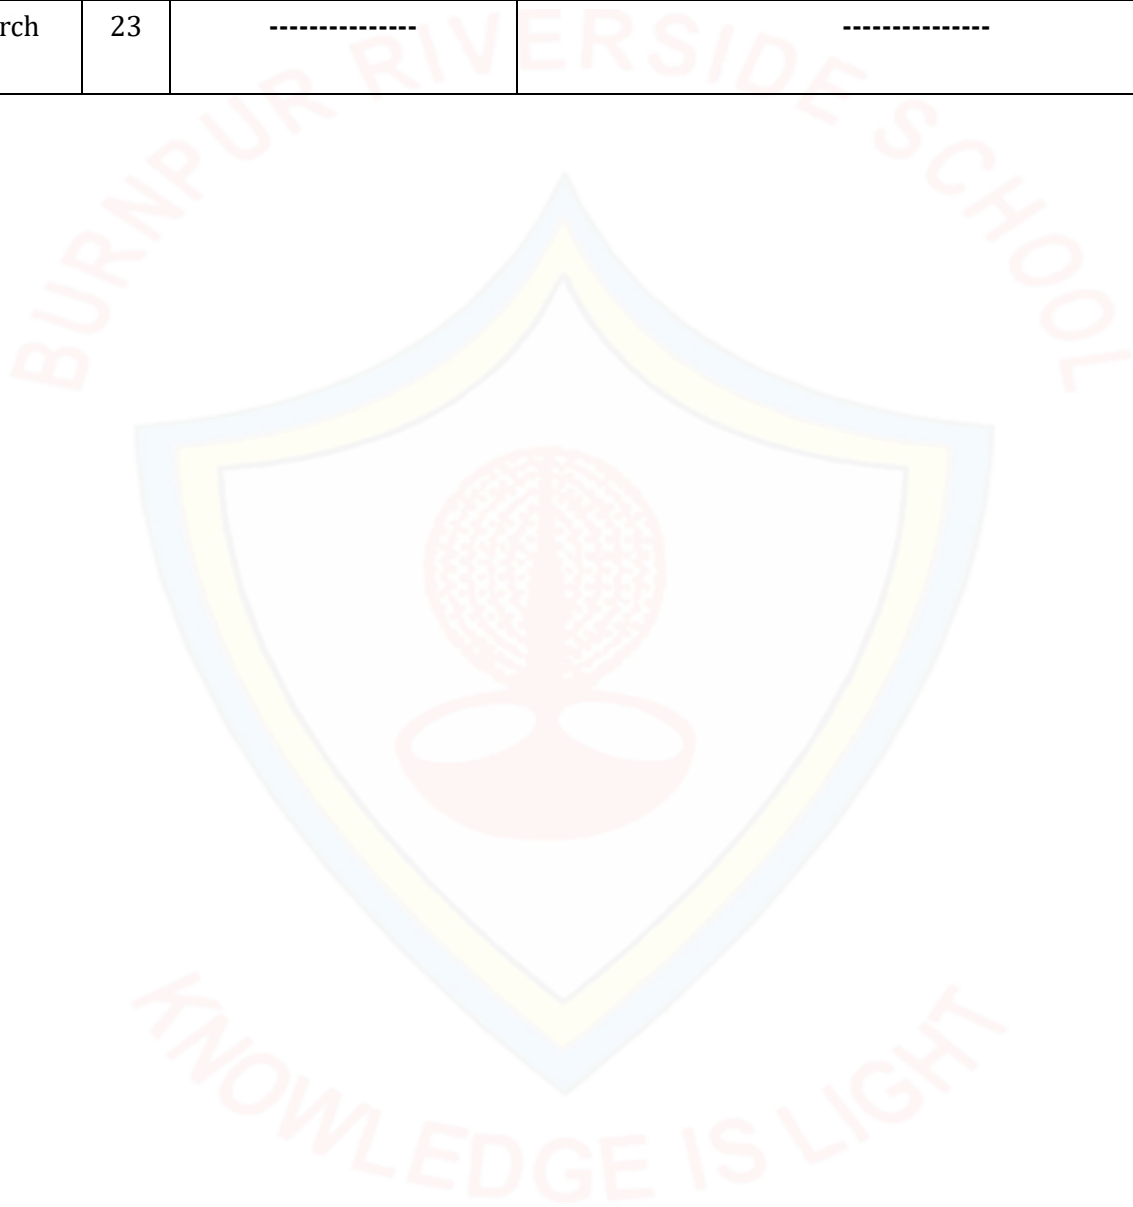 rch 23 --------------- ---------------
BURNPUR RIVERSIDE SCHOOL
KNOWLEDGE IS LIGHT